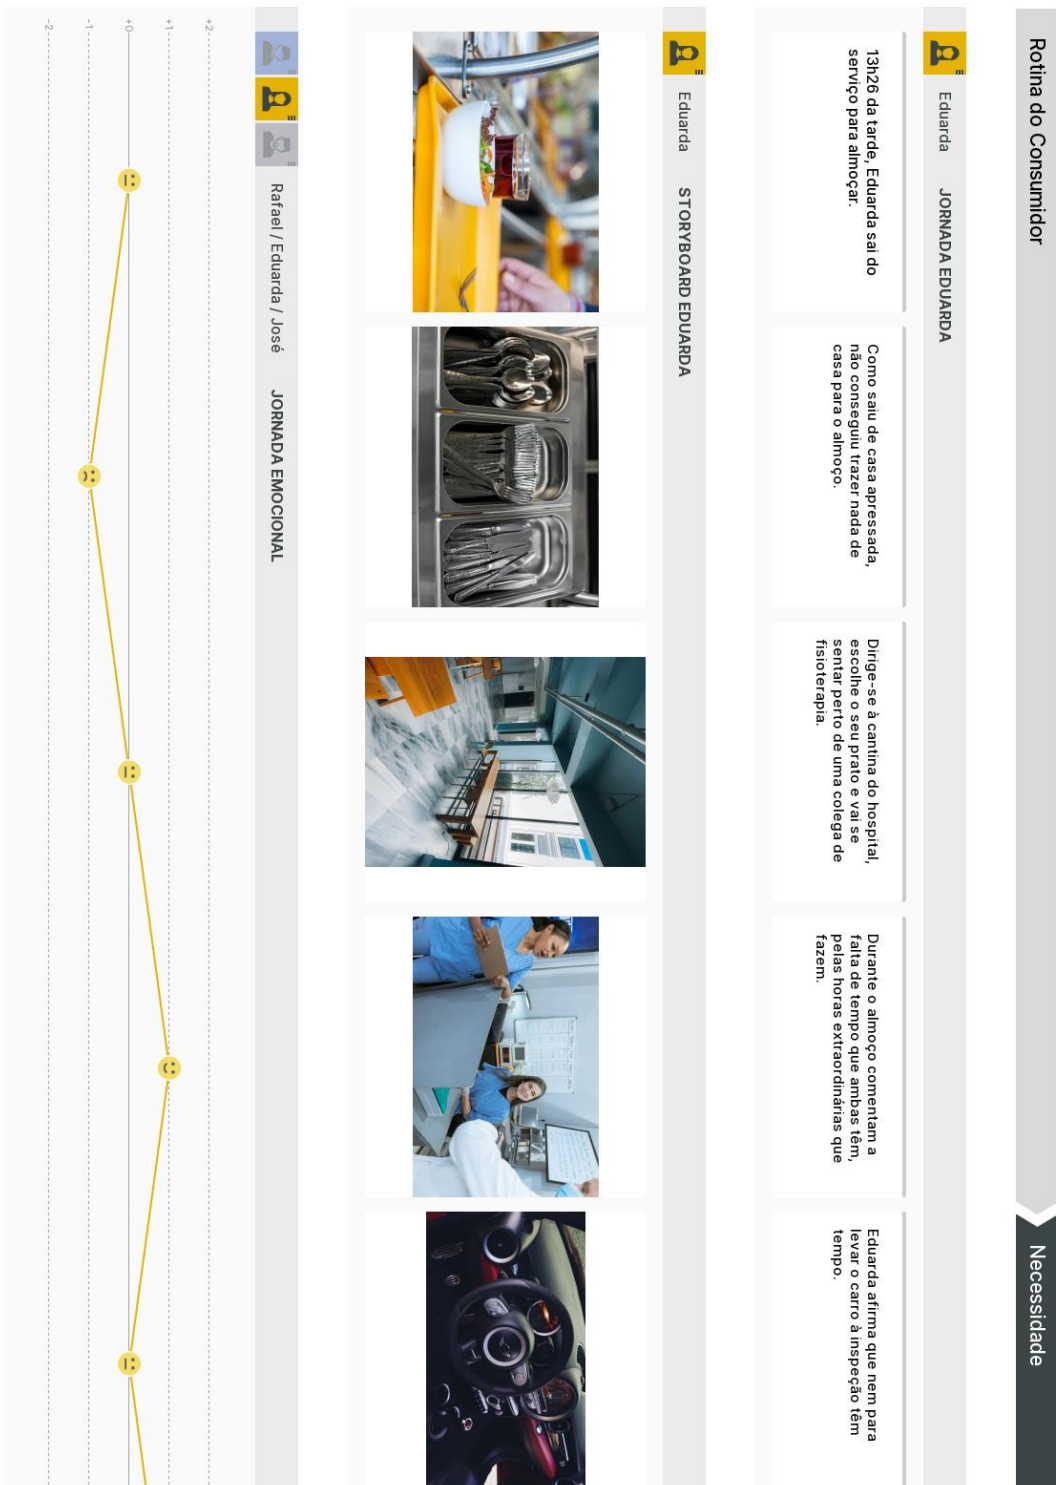 Rotina do Consumidor
Necessidade
Eduarda
JORNADA EDUARDA
13h26 da tarde, Eduarda sai do
serviço para almoçar.
Como saiu de casa apressada,
não conseguiu trazer nada de
casa para o almoço.
Dirige-se à cantina do hospital,
escolhe o seu prato e vai se
sentar perto de uma colega de
fisioterapia.
Durante o almoço comentam a
falta de tempo que ambas têm,
pelas horas extraordinárias que
fazem.
Eduarda afirma que nem para
levar o carro à inspeção têm
tempo.
Eduarda
STORYBOARD EDUARDA
Rafael / Eduarda / José
JORNADA EMOCIONAL
+2
+1
+0
-1
-2